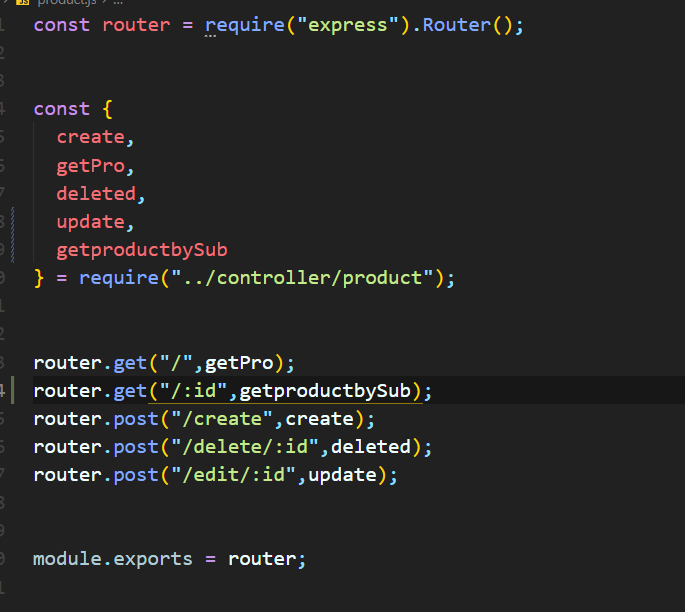 product.js > ...
const router = require("express").Router();
const {
create,
getPro,
deleted,
update,
getproductbySub
} = require("../controller/product");
router.get("/",getPro);
router.get("/:id",getproductbySub);
router.post("/create",create);
router.post("/delete/:id",deleted);
router.post("/edit/:id",update);
module.exports = router;